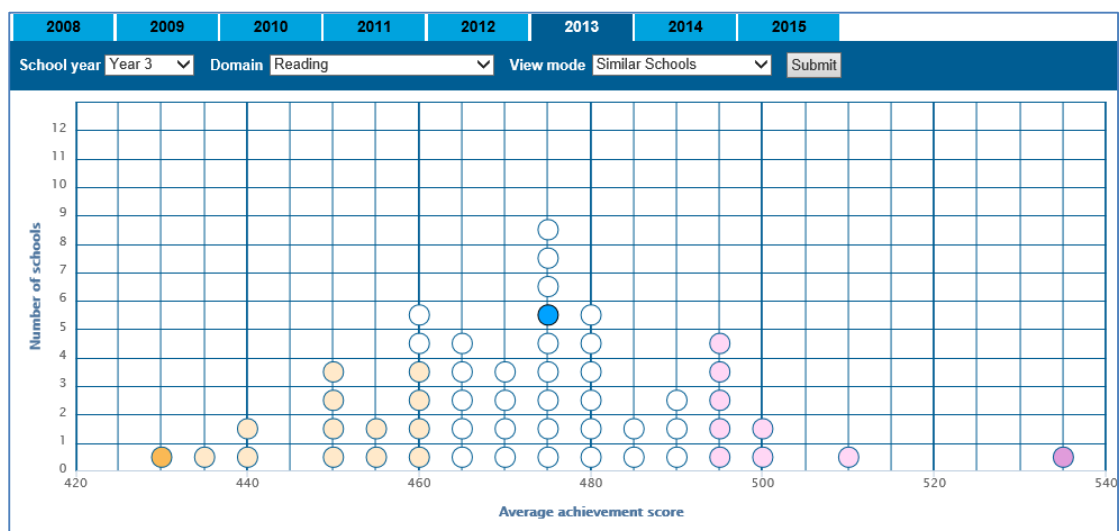 2008 2009 2010 2011 2012 2013 2014 2015
School year Year 3 Domain Reading View mode Similar Schools Submit
12
11
10
9
8
7
6
5
4
3
2
1
0
Number of schools
420 440 460 480 500 520 540
Average achievement score